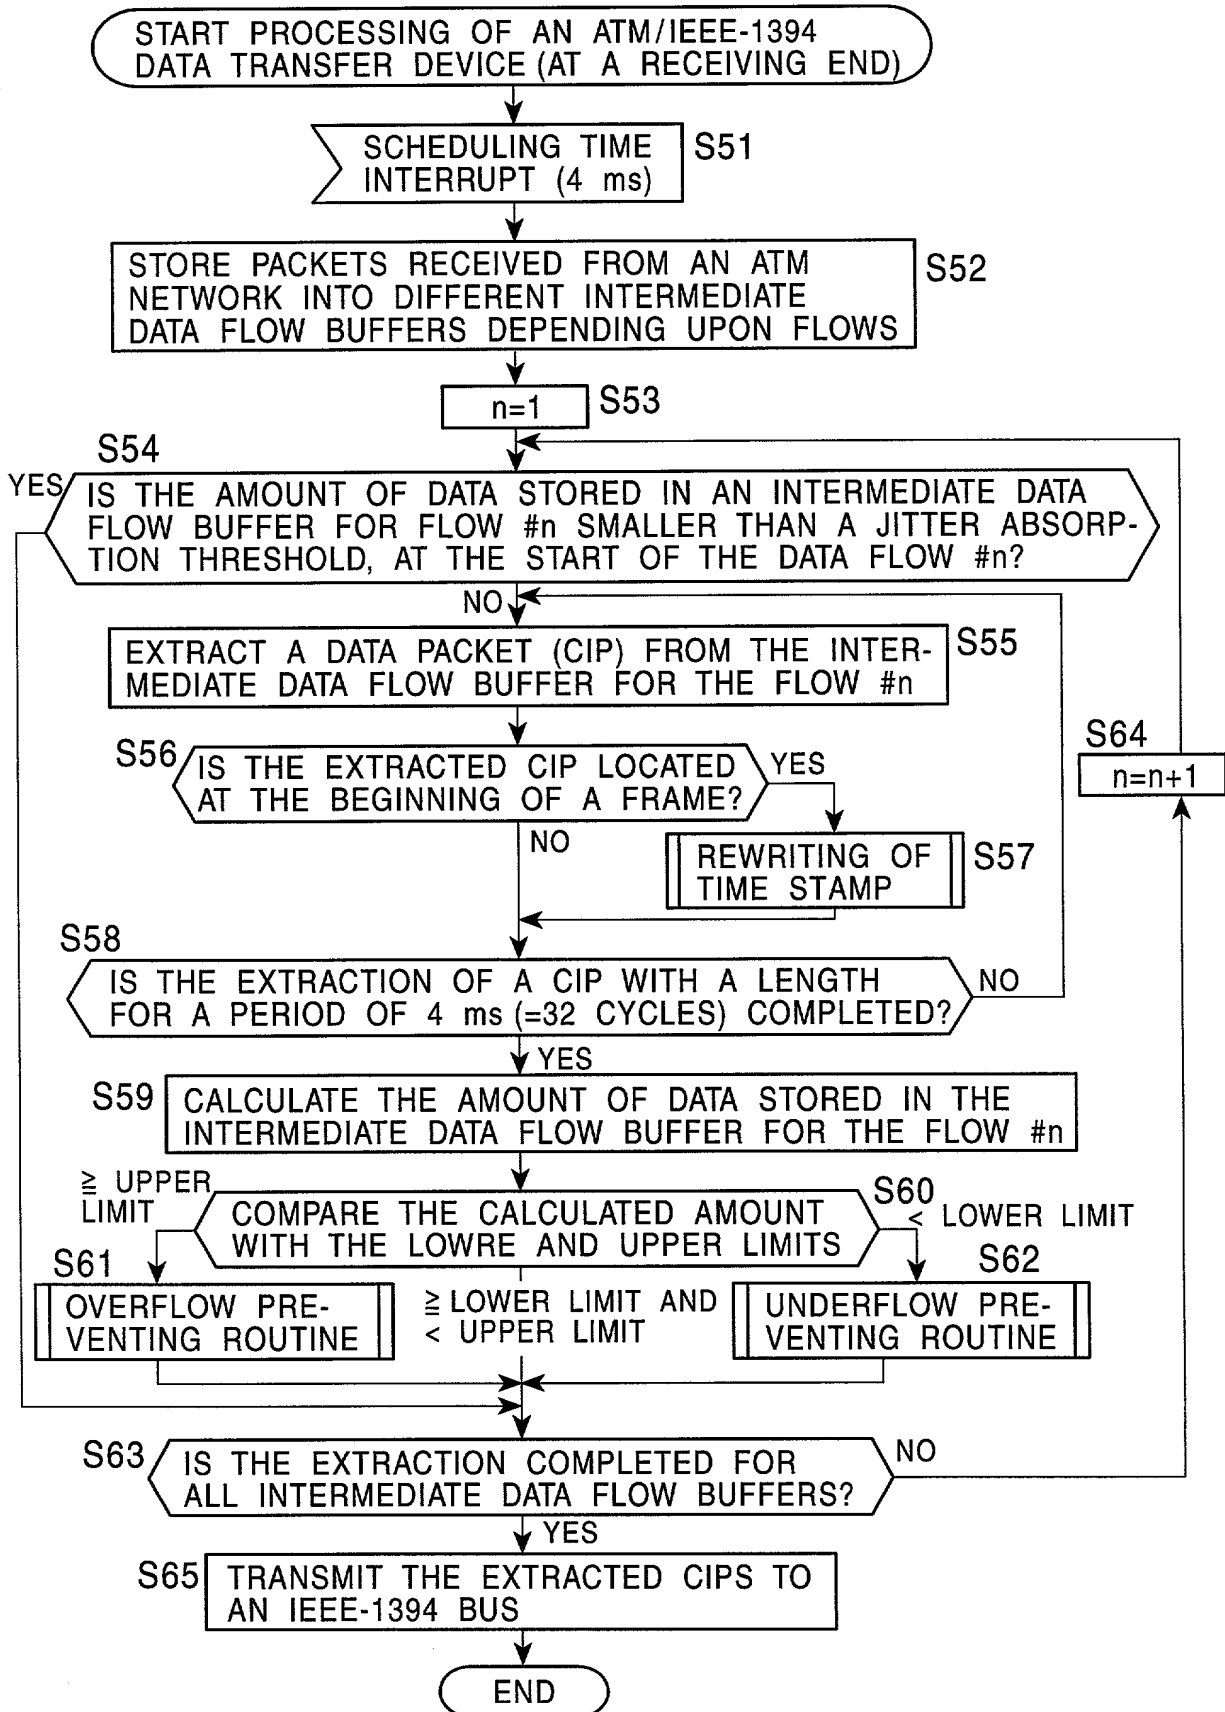 START PROCESSING OF AN ATM/IEEE-1394
DATA TRANSFER DEVICE (AT A RECEIVING END)
SCHEDULING TIME
INTERRUPT (4 ms)
S51
STORE PACKETS RECEIVED FROM AN ATM
NETWORK INTO DIFFERENT INTERMEDIATE
DATA FLOW BUFFERS DEPENDING UPON FLOWS
S52
n=1
S53
S54
YES
IS THE AMOUNT OF DATA STORED IN AN INTERMEDIATE DATA
FLOW BUFFER FOR FLOW #n SMALLER THAN A JITTER ABSORP-
TION THRESHOLD, AT THE START OF THE DATA FLOW #n?
NO
EXTRACT A DATA PACKET (CIP) FROM THE INTER-
MEDIATE DATA FLOW BUFFER FOR THE FLOW #n
S55
S56
IS THE EXTRACTED CIP LOCATED
AT THE BEGINNING OF A FRAME?
YES
S64
n=n+1
NO
REWRITING OF
TIME STAMP
S57
S58
IS THE EXTRACTION OF A CIP WITH A LENGTH
FOR A PERIOD OF 4 ms (=32 CYCLES) COMPLETED?
NO
YES
S59
CALCULATE THE AMOUNT OF DATA STORED IN THE
INTERMEDIATE DATA FLOW BUFFER FOR THE FLOW #n
≧ UPPER
LIMIT
COMPARE THE CALCULATED AMOUNT
WITH THE LOWRE AND UPPER LIMITS
S60
< LOWER LIMIT
S61
OVERFLOW PRE-
VENTING ROUTINE
≧ LOWER LIMIT AND
< UPPER LIMIT
S62
UNDERFLOW PRE-
VENTING ROUTINE
S63
IS THE EXTRACTION COMPLETED FOR
ALL INTERMEDIATE DATA FLOW BUFFERS?
NO
YES
S65
TRANSMIT THE EXTRACTED CIPS TO
AN IEEE-1394 BUS
END